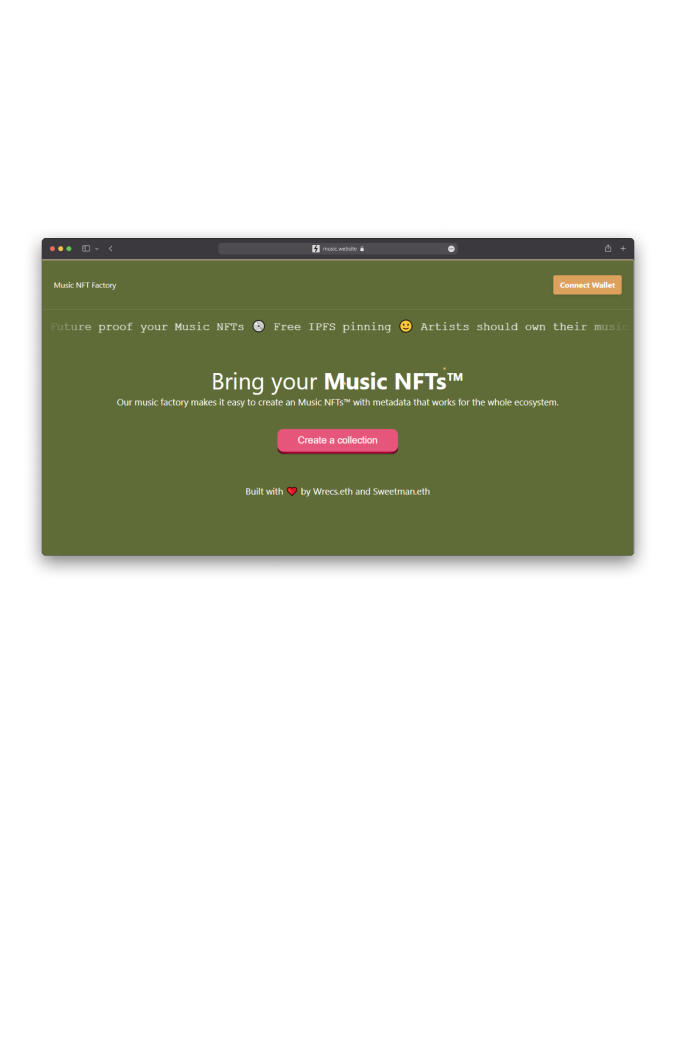 music.website
Music NFT Factory
Connect Wallet
Future proof your Music NFTs Free IPFS pinning Artists should own their music
Bring your Music NFTs™
Our music factory makes it easy to create an Music NFTs™ with metadata that works for the whole ecosystem.
Create a collection
Built with ❤ by Wrecs.eth and Sweetman.eth